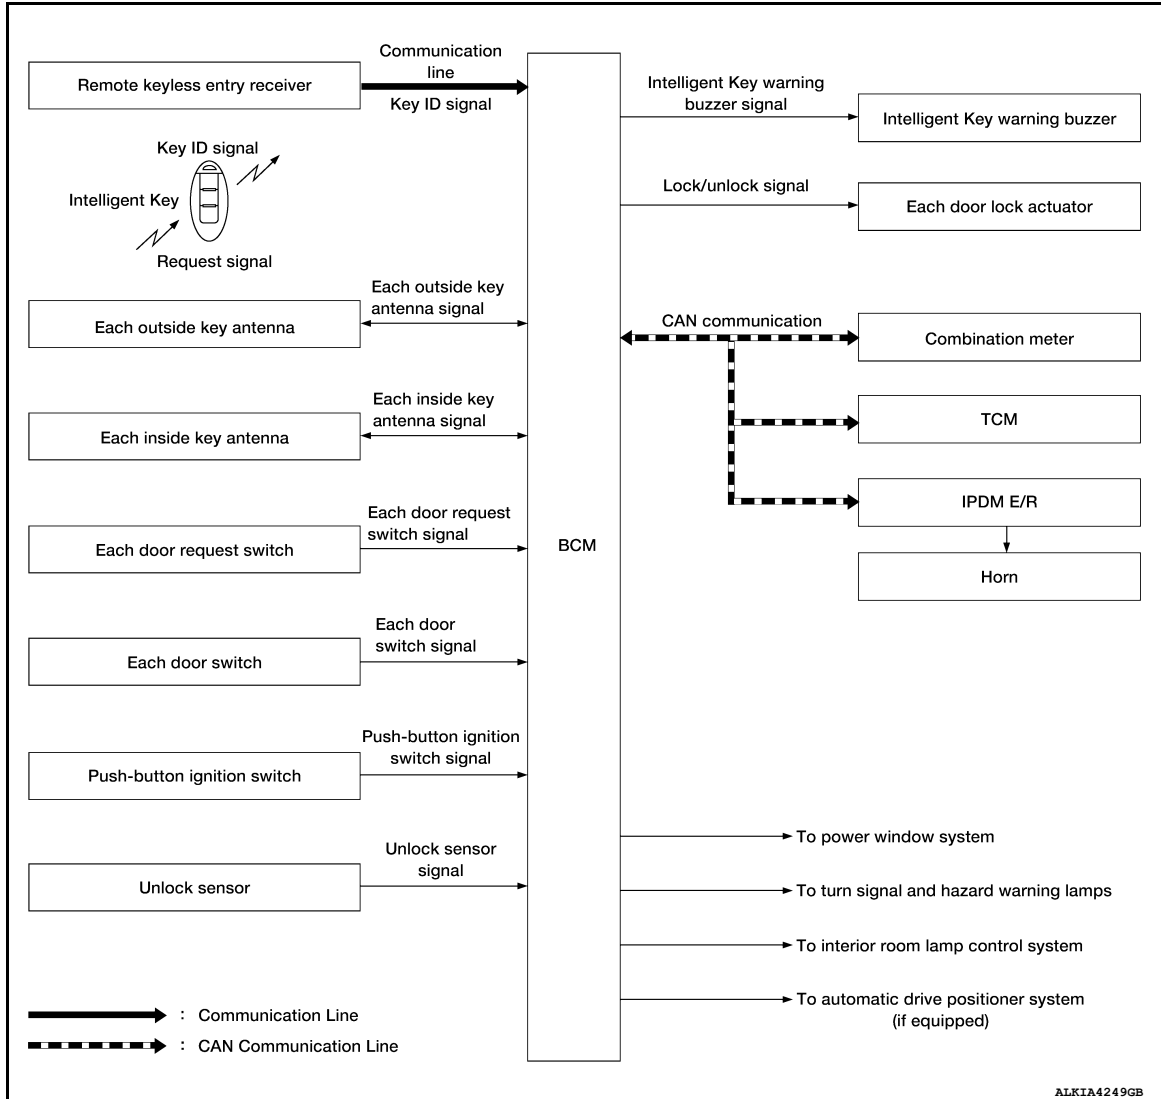 Communication
line
Remote keyless entry receiver
Key ID signal
Key ID signal
Intelligent Key
Request signal
Each outside key
antenna signal
Each outside key antenna
Each inside key
antenna signal
Each inside key antenna
Each door request
switch signal
Each door request switch
Each door
switch signal
Each door switch
Push-button ignition
switch signal
Push-button ignition switch
Unlock sensor
signal
Unlock sensor
: Communication Line
: CAN Communication Line
BCM
Intelligent Key warning
buzzer signal
Intelligent Key warning buzzer
Lock/unlock signal
Each door lock actuator
CAN communication
Combination meter
TCM
IPDM E/R
Horn
To power window system
To turn signal and hazard warning lamps
To interior room lamp control system
To automatic drive positioner system
(if equipped)
ALKIA4249GB